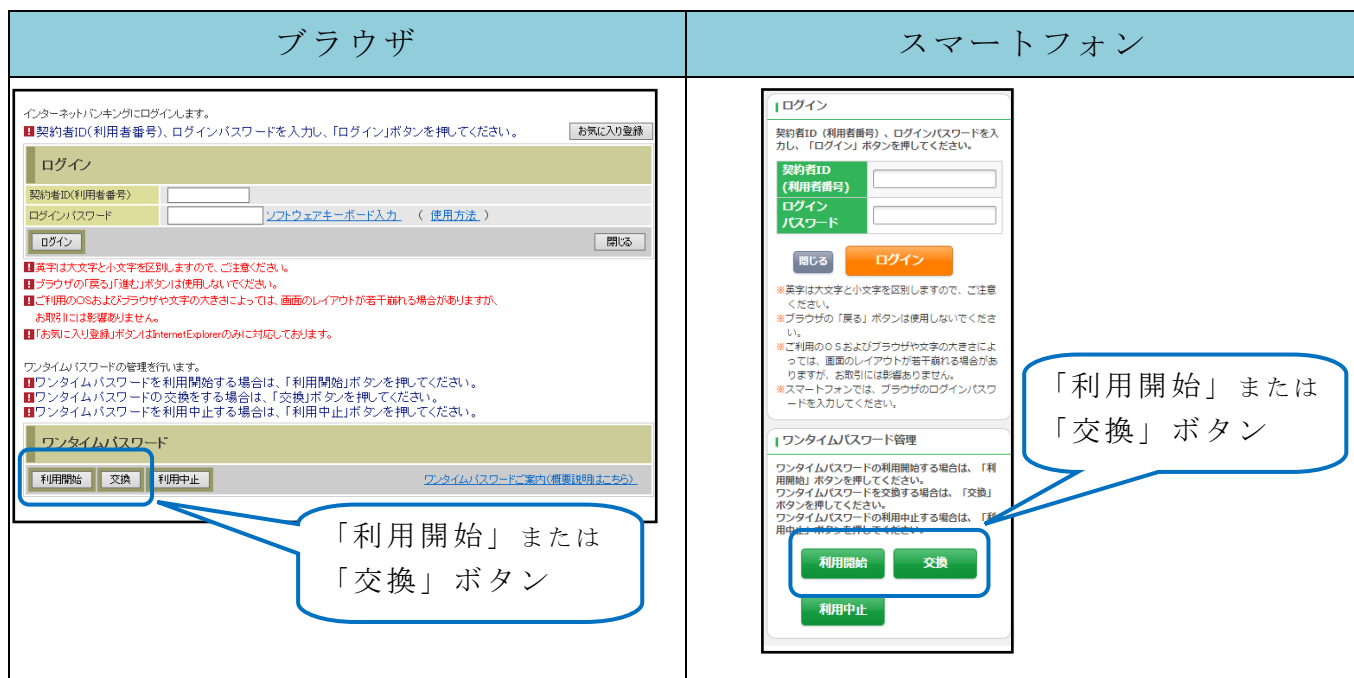 ブラウザ
スマートフォン
インターネットバンキングにログインします。
契約者ID(利用者番号)、ログインパスワードを入力し、「ログイン」ボタンを押してください。
お気に入り登録
ログイン
契約者ID(利用者番号)
ログインパスワード
ソフトウェアキーボード入力 ( 使用方法 )
ログイン
閉じる
英字は大文字と小文字を区別しますので、ご注意ください。
ブラウザの「戻る」「進む」ボタンは使用しないでください。
ご利用のOSおよびブラウザや文字の大きさによっては、画面のレイアウトが若干崩れる場合がありますが、
お取引には影響ありません。
「お気に入り登録」ボタンはInternetExplorerのみに対応しております。
ワンタイムパスワードの管理を行います。
ワンタイムパスワードを利用開始する場合は、「利用開始」ボタンを押してください。
ワンタイムパスワードの交換をする場合は、「交換」ボタンを押してください。
ワンタイムパスワードを利用中止する場合は、「利用中止」ボタンを押してください。
ワンタイムパスワード
利用開始 交換 利用中止
ワンタイムパスワードご案内(概要説明はこちら)
「利用開始」または
「交換」ボタン
ログイン
契約者ID(利用者番号)、ログインパスワードを入
力し、「ログイン」ボタンを押してください。
契約者ID
(利用者番号)
ログイン
パスワード
閉じる ログイン
※英字は大文字と小文字を区別しますので、ご注意
ください。
※ブラウザの「戻る」ボタンは使用しないでくださ
い。
※ご利用のOSおよびブラウザや文字の大きさによ
っては、画面のレイアウトが若干崩れる場合があ
りますが、お取引には影響ありません。
※スマートフォンでは、ブラウザのログインパスワ
ードを入力してください。
ワンタイムパスワード管理
ワンタイムパスワードの利用開始する場合は、「利
用開始」ボタンを押してください。
ワンタイムパスワードを交換する場合は、「交換」
ボタンを押してください。
ワンタイムパスワードの利用中止する場合は、「利
用中止」ボタンを押してください。
利用開始 交換
利用中止
「利用開始」または
「交換」ボタン